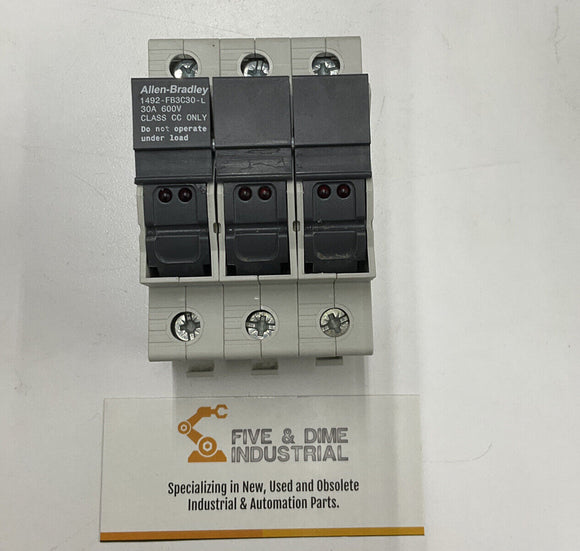 Allen-Bradley
1492-FB3C30-L
30A 600V
CLASS CC ONLY
Do not operate
under load
FIVE & DIME
INDUSTRIAL
Specializing in New, Used and Obsolete
Industrial & Automation Parts.